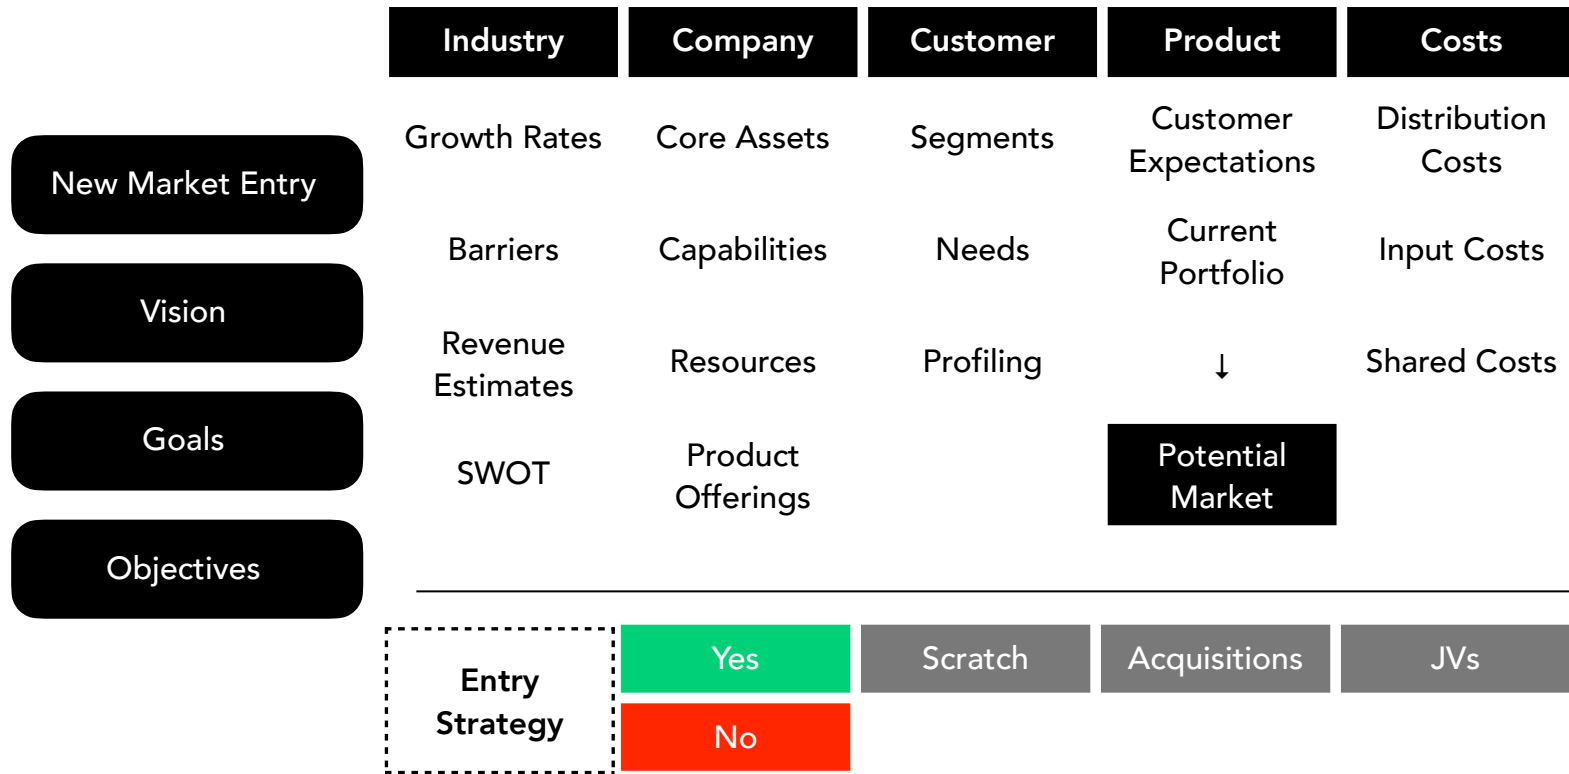 Industry
Company
Customer
Product
Costs
New Market Entry
Vision
Goals
Objectives
Growth Rates
Barriers
Revenue
Estimates
SWOT
Core Assets
Capabilities
Resources
Product
Offerings
Segments
Needs
Profiling
Customer
Expectations
Current
Portfolio
↓
Potential
Market
Distribution
Costs
Input Costs
Shared Costs
Entry
Strategy
Yes
Scratch
Acquisitions
JVs
No